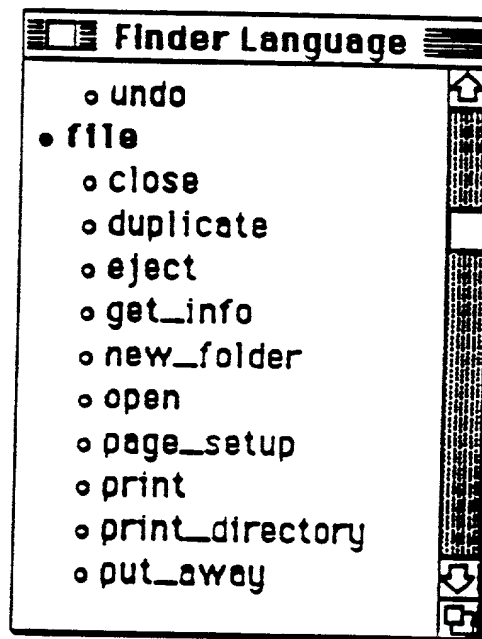 Finder Language
undo
file
close
duplicate
eject
get_info
new_folder
open
page_setup
print
print_directory
put_away